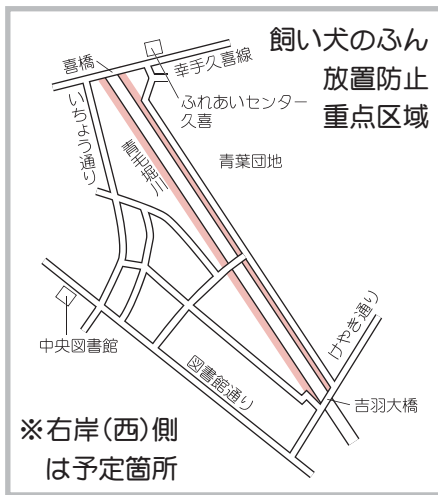 飼い犬のふん
放置防止
重点区域
喜橋
幸手久喜線
ふれあいセンター
久喜
いちょう通り
青毛堀川
青葉団地
けやき通り
中央図書館
図書館通り
吉羽大橋
※右岸（西）側
は予定箇所